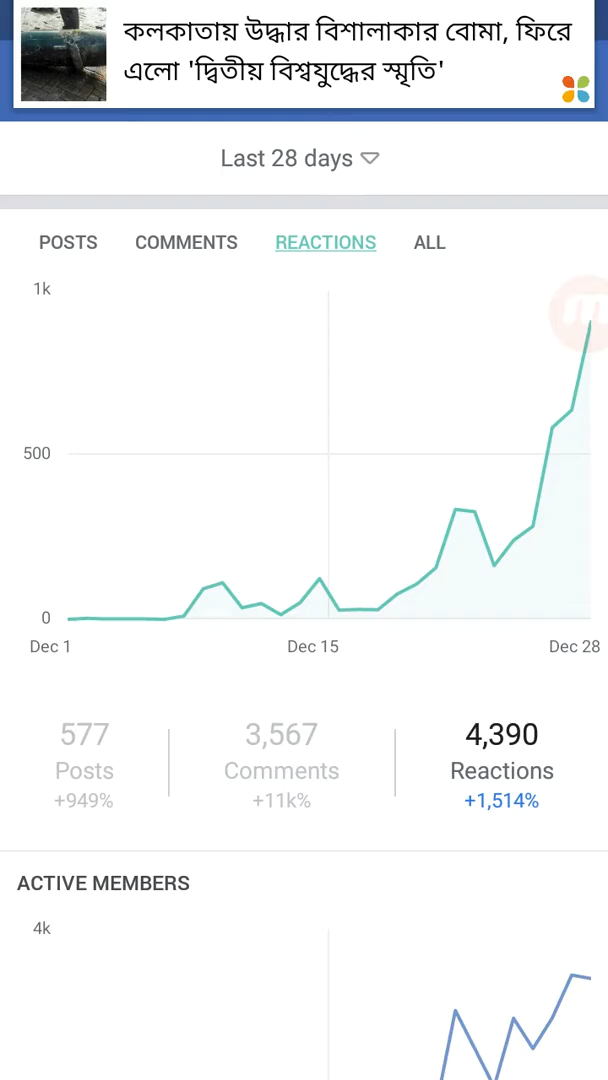 কলকাতায় উদ্ধার বিশালাকার বোমা, ফিরে
এলো 'দ্বিতীয় বিশ্বযুদ্ধের স্মৃতি'
Last 28 days
POSTS COMMENTS REACTIONS ALL
1k
500
0
Dec 1 Dec 15 Dec 28
577 3,567 4,390
Posts Comments Reactions
+949% +11k% +1,514%
ACTIVE MEMBERS
4k